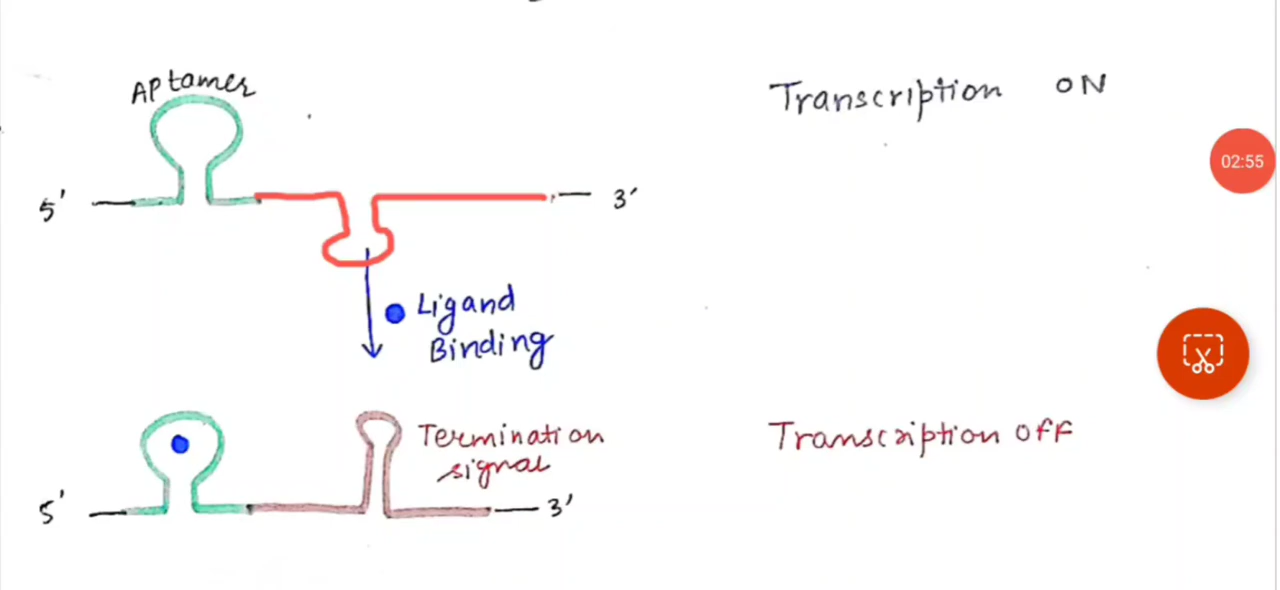 Aptamer
Transcription ON
02:55
5' 3'
Ligand
Binding
Termination
signal
Transcription OFF
5' 3'